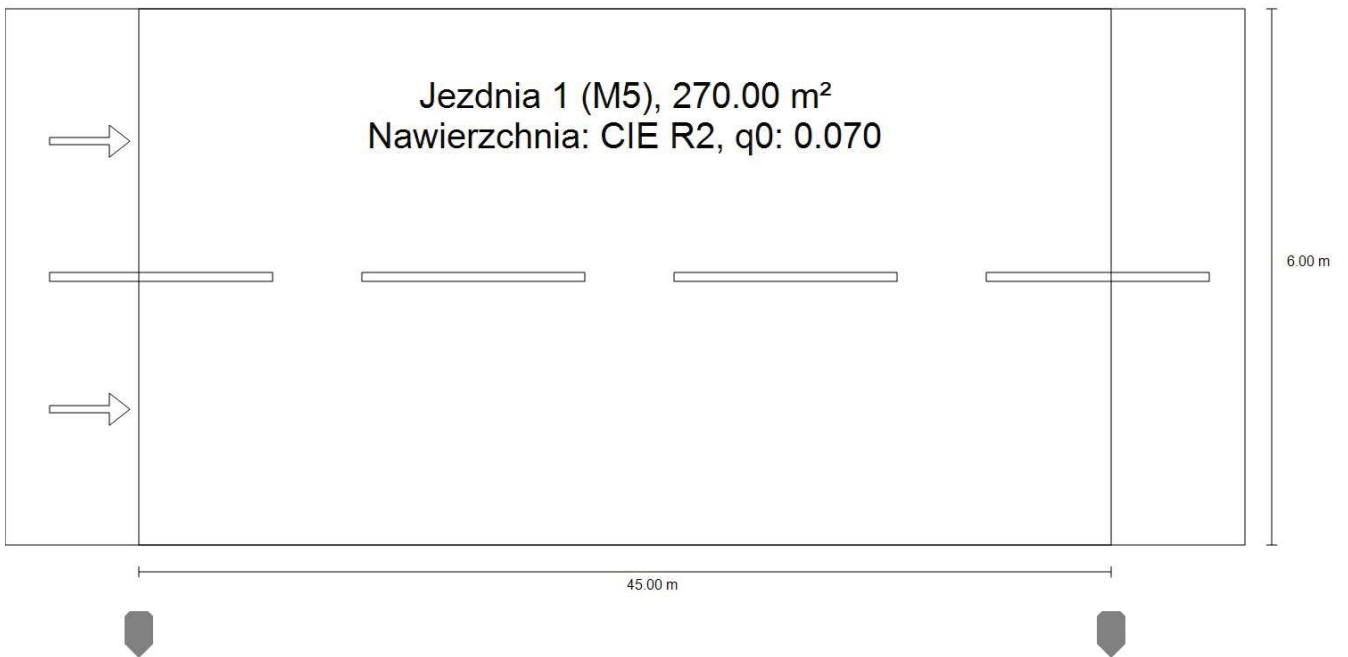 Jezdnia 1 (M5), 270.00 m²
Nawierzchnia: CIE R2, q0: 0.070
6.00 m
45.00 m